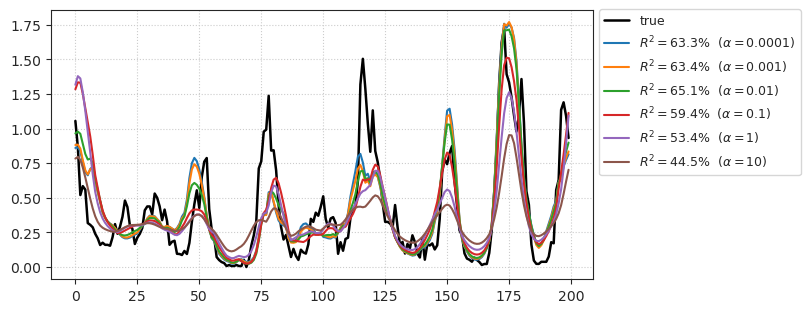 1.75
1.50
1.25
1.00
0.75
0.50
0.25
0.00
0 25 50 75 100 125 150 175 200
true
R² = 63.3% (α = 0.0001)
R² = 63.4% (α = 0.001)
R² = 65.1% (α = 0.01)
R² = 59.4% (α = 0.1)
R² = 53.4% (α = 1)
R² = 44.5% (α = 10)